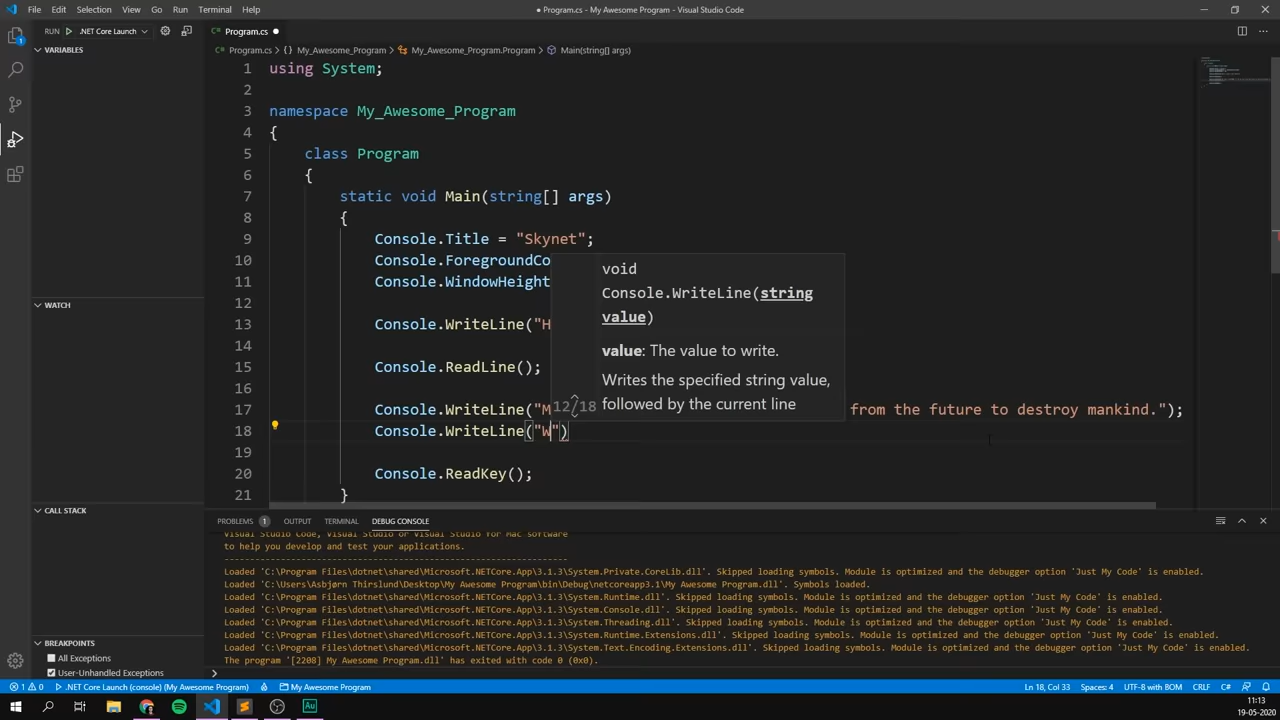 File Edit Selection View Go Run Terminal Help
● Program.cs - My Awesome Program - Visual Studio Code
RUN .NET Core Launch
Program.cs ●
VARIABLES
Program.cs {} My_Awesome_Program My_Awesome_Program.Program Main(string[] args)
1 using System;
2
3 namespace My_Awesome_Program
4 {
5 class Program
6 {
7 static void Main(string[] args)
8 {
9 Console.Title = "Skynet";
10 Console.ForegroundCo
11 Console.WindowHeight
12
13 Console.WriteLine("H
14
15 Console.ReadLine();
16
17 Console.WriteLine("M from the future to destroy mankind.");
18 Console.WriteLine("W")
19
20 Console.ReadKey();
21 }
void
Console.WriteLine(string
value)
value: The value to write.
Writes the specified string value,
followed by the current line
12/18
WATCH
CALL STACK
BREAKPOINTS
All Exceptions
User-Unhandled Exceptions
PROBLEMS 1 OUTPUT TERMINAL DEBUG CONSOLE
Visual Studio Code, Visual Studio or Visual Studio for Mac software
to help you develop and test your applications.
-------------------------------------------------------------------
Loaded 'C:\Program Files\dotnet\shared\Microsoft.NETCore.App\3.1.3\System.Private.CoreLib.dll'. Skipped loading symbols. Module is optimized and the debugger option 'Just My Code' is enabled.
Loaded 'C:\Users\Asbjørn Thirslund\Desktop\My Awesome Program\bin\Debug\netcoreapp3.1\My Awesome Program.dll'. Symbols loaded.
Loaded 'C:\Program Files\dotnet\shared\Microsoft.NETCore.App\3.1.3\System.Runtime.dll'. Skipped loading symbols. Module is optimized and the debugger option 'Just My Code' is enabled.
Loaded 'C:\Program Files\dotnet\shared\Microsoft.NETCore.App\3.1.3\System.Console.dll'. Skipped loading symbols. Module is optimized and the debugger option 'Just My Code' is enabled.
Loaded 'C:\Program Files\dotnet\shared\Microsoft.NETCore.App\3.1.3\System.Threading.dll'. Skipped loading symbols. Module is optimized and the debugger option 'Just My Code' is enabled.
Loaded 'C:\Program Files\dotnet\shared\Microsoft.NETCore.App\3.1.3\System.Runtime.Extensions.dll'. Skipped loading symbols. Module is optimized and the debugger option 'Just My Code' is enabled.
Loaded 'C:\Program Files\dotnet\shared\Microsoft.NETCore.App\3.1.3\System.Text.Encoding.Extensions.dll'. Skipped loading symbols. Module is optimized and the debugger option 'Just My Code' is enabled.
The program '[2208] My Awesome Program.dll' has exited with code 0 (0x0).
1 0 .NET Core Launch (console) (My Awesome Program) My Awesome Program
Ln 18, Col 33 Spaces: 4 UTF-8 with BOM CRLF C#
11:13
19-05-2020